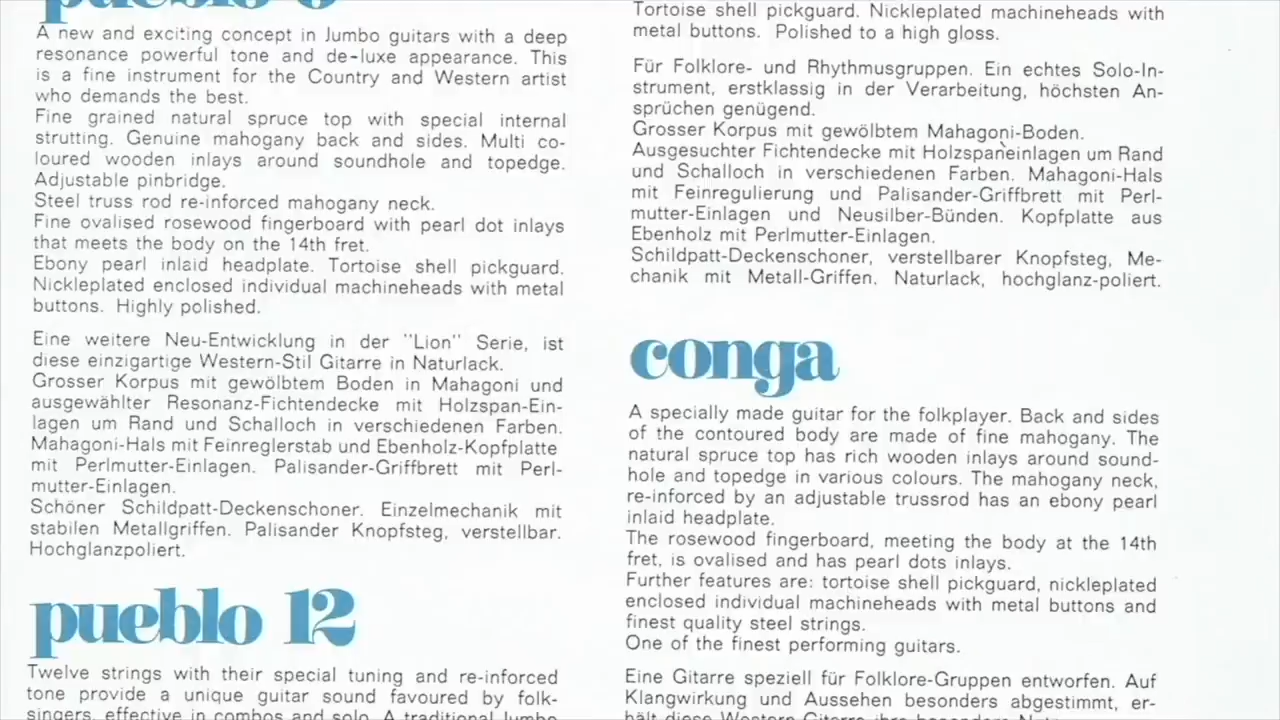 pueblo 6
A new and exciting concept in Jumbo guitars with a deep
resonance powerful tone and de-luxe appearance. This
is a fine instrument for the Country and Western artist
who demands the best.
Fine grained natural spruce top with special internal
strutting. Genuine mahogany back and sides. Multi co-
loured wooden inlays around soundhole and topedge.
Adjustable pinbridge.
Steel truss rod re-inforced mahogany neck.
Fine ovalised rosewood fingerboard with pearl dot inlays
that meets the body on the 14th fret.
Ebony pearl inlaid headplate. Tortoise shell pickguard.
Nickleplated enclosed individual machineheads with metal
buttons. Highly polished.
Eine weitere Neu-Entwicklung in der "Lion" Serie, ist
diese einzigartige Western-Stil Gitarre in Naturlack.
Grosser Korpus mit gewölbtem Boden in Mahagoni und
ausgewählter Resonanz-Fichtendecke mit Holzspan-Ein-
lagen um Rand und Schalloch in verschiedenen Farben.
Mahagoni-Hals mit Feinreglerstab und Ebenholz-Kopfplatte
mit Perlmutter-Einlagen. Palisander-Griffbrett mit Perl-
mutter-Einlagen.
Schöner Schildpatt-Deckenschoner. Einzelmechanik mit
stabilen Metallgriffen. Palisander Knopfsteg, verstellbar.
Hochglanzpoliert.
pueblo 12
Twelve strings with their special tuning and re-inforced
tone provide a unique guitar sound favoured by folk-
singers, effective in combos and solo. A traditional Jumbo
Tortoise shell pickguard. Nickleplated machineheads with
metal buttons. Polished to a high gloss.
Für Folklore- und Rhythmusgruppen. Ein echtes Solo-In-
strument, erstklassig in der Verarbeitung, höchsten An-
sprüchen genügend.
Grosser Korpus mit gewölbtem Mahagoni-Boden.
Ausgesuchter Fichtendecke mit Holzspaneinlagen um Rand
und Schalloch in verschiedenen Farben. Mahagoni-Hals
mit Feinregulierung und Palisander-Griffbrett mit Perl-
mutter-Einlagen und Neusilber-Bünden. Kopfplatte aus
Ebenholz mit Perlmutter-Einlagen.
Schildpatt-Deckenschoner, verstellbarer Knopfsteg, Me-
chanik mit Metall-Griffen. Naturlack, hochglanz-poliert.
conga
A specially made guitar for the folkplayer. Back and sides
of the contoured body are made of fine mahogany. The
natural spruce top has rich wooden inlays around sound-
hole and topedge in various colours. The mahogany neck,
re-inforced by an adjustable trussrod has an ebony pearl
inlaid headplate.
The rosewood fingerboard, meeting the body at the 14th
fret, is ovalised and has pearl dots inlays.
Further features are: tortoise shell pickguard, nickleplated
enclosed individual machineheads with metal buttons and
finest quality steel strings.
One of the finest performing guitars.
Eine Gitarre speziell für Folklore-Gruppen entworfen. Auf
Klangwirkung und Aussehen besonders abgestimmt, er-
hält diese Western Gitarre ihre besondere